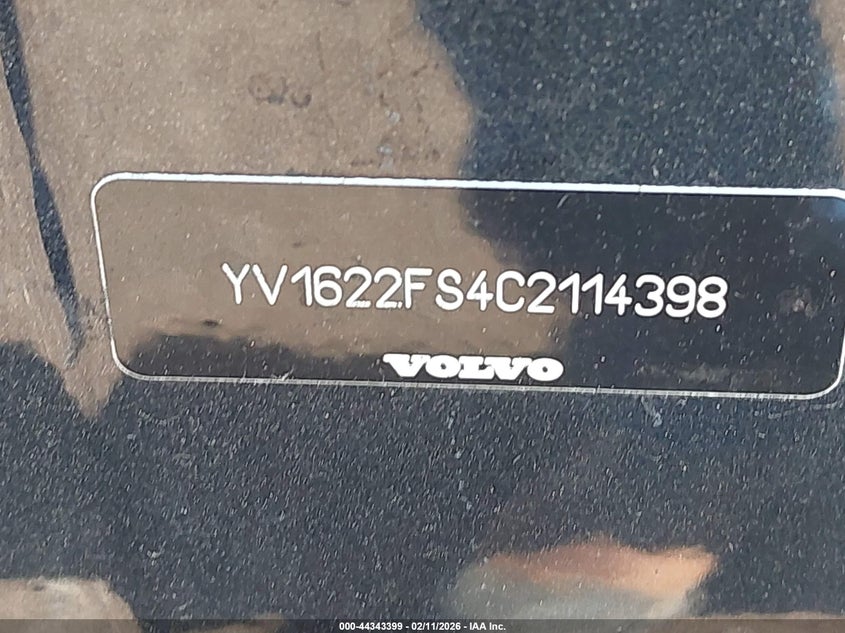 YV1622FS4C2114398
VOLVO
000-44343399 - 02/11/2026 - IAA Inc.